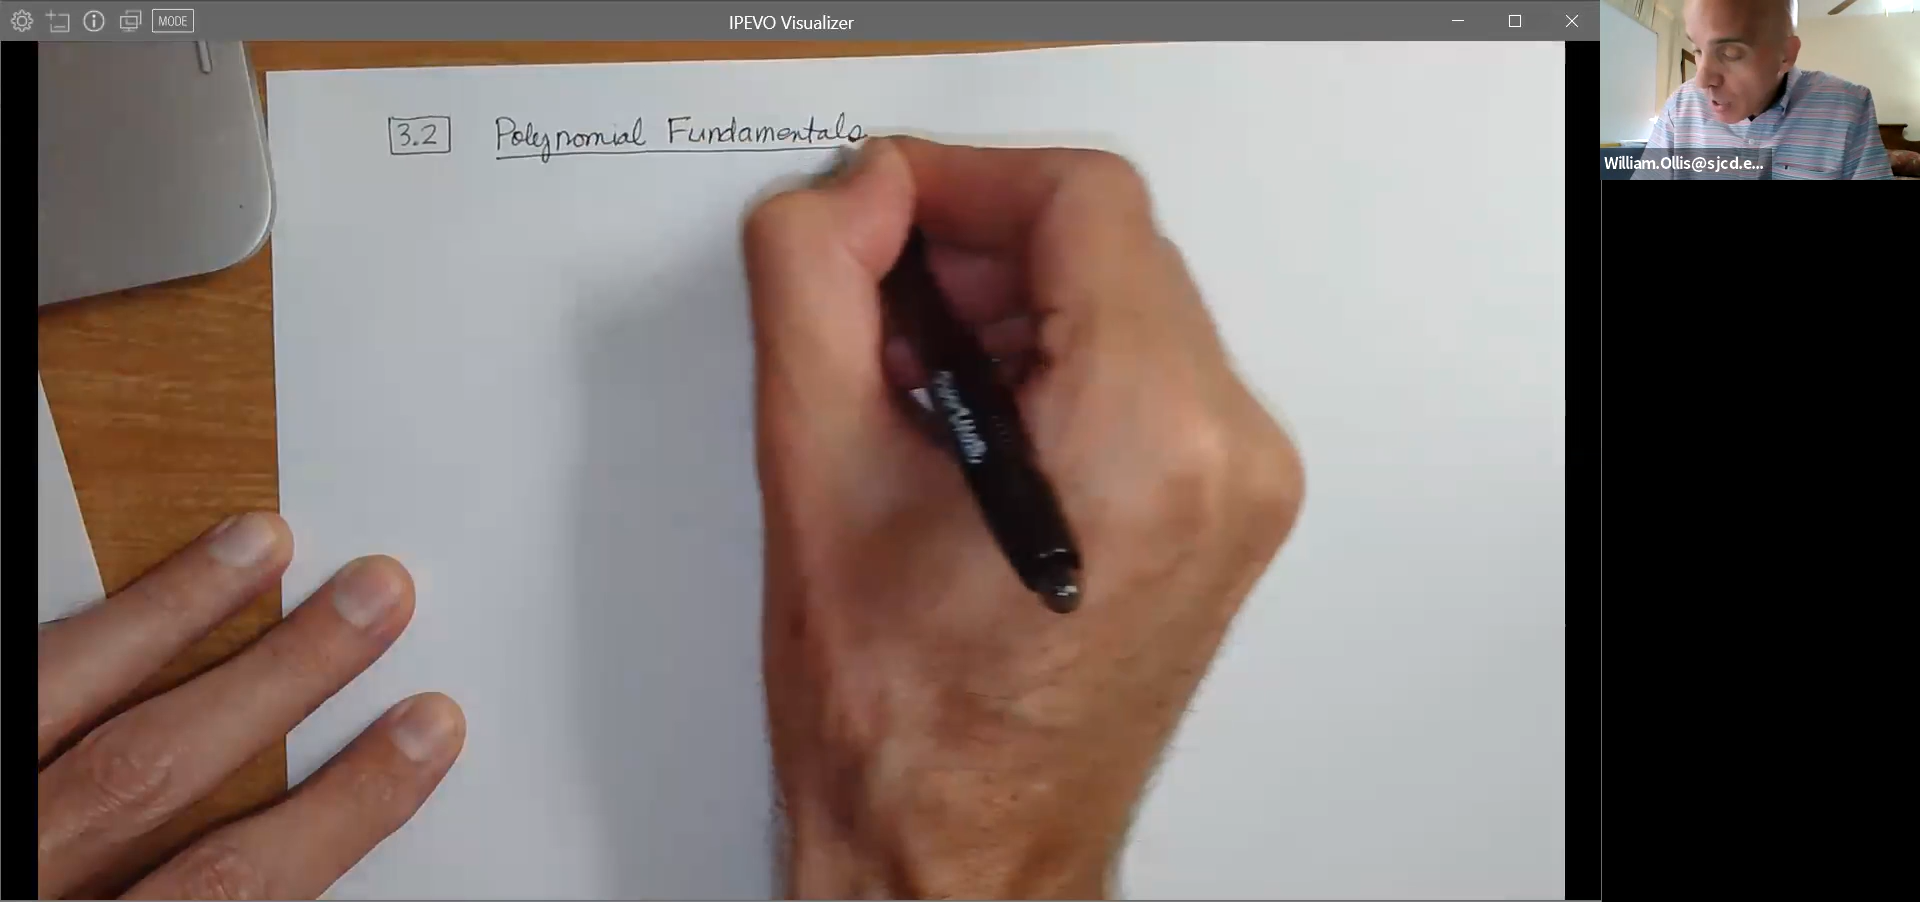 MODE
IPEVO Visualizer
3.2 Polynomial Fundamentals
William.Ollis@sjcd.e...